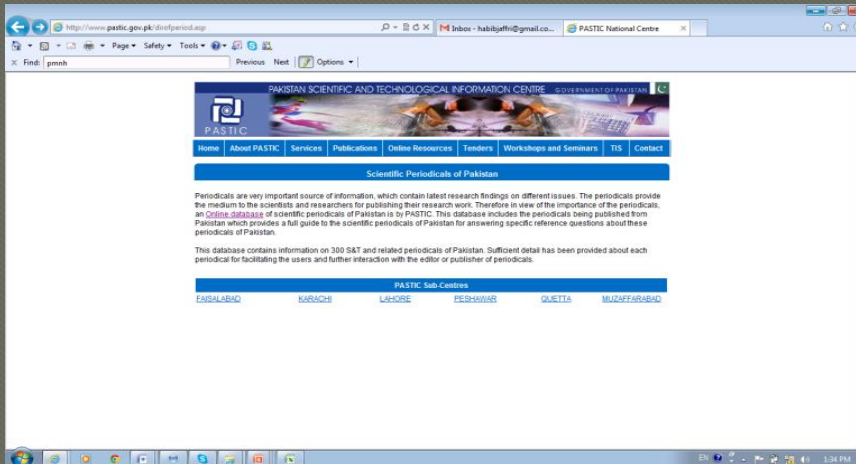 http://www.pastic.gov.pk/dirofperiod.asp
Inbox - habibjaffri@gmail.co...
PASTIC National Centre
Page Safety Tools
Find: pmnh Previous Next Options
PAKISTAN SCIENTIFIC AND TECHNOLOGICAL INFORMATION CENTRE GOVERNMENT OF PAKISTAN
PASTIC
Home About PASTIC Services Publications Online Resources Tenders Workshops and Seminars TIS Contact
Scientific Periodicals of Pakistan
Periodicals are very important source of information, which contain latest research findings on different issues. The periodicals provide
the medium to the scientists and researchers for publishing their research work. Therefore in view of the importance of the periodicals,
an Online database of scientific periodicals of Pakistan is by PASTIC. This database includes the periodicals being published from
Pakistan which provides a full guide to the scientific periodicals of Pakistan for answering specific reference questions about these
periodicals of Pakistan.
This database contains information on 300 S&T and related periodicals of Pakistan. Sufficient detail has been provided about each
periodical for facilitating the users and further interaction with the editor or publisher of periodicals.
PASTIC Sub-Centres
FAISALABAD KARACHI LAHORE PESHAWAR QUETTA MUZAFFARABAD
EN 1:34 PM